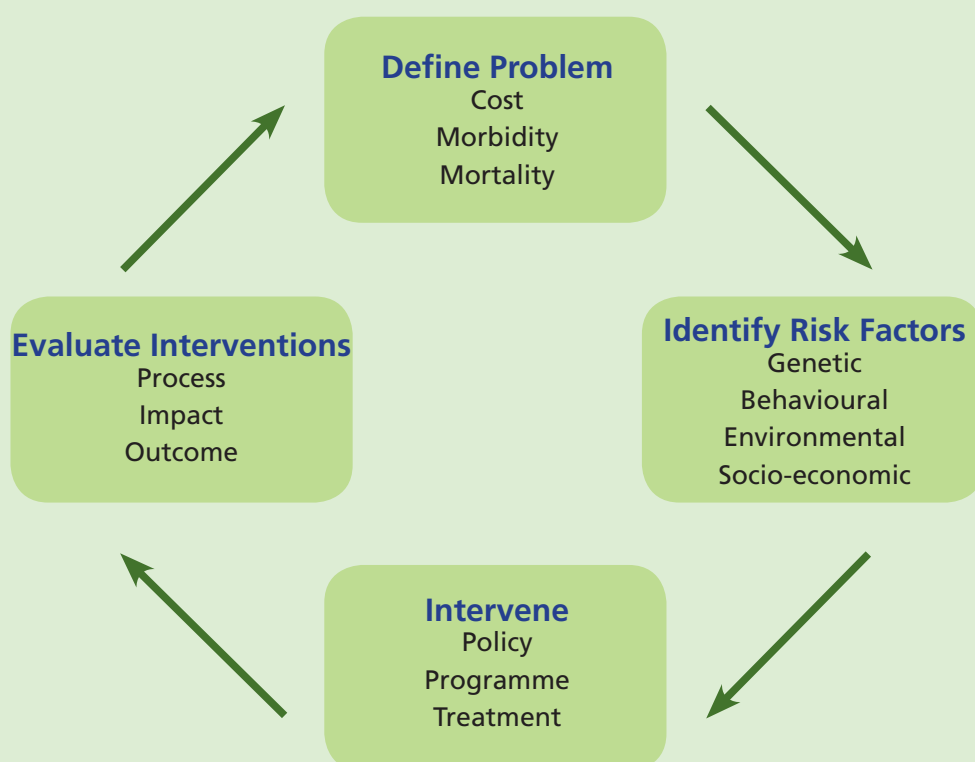 Define Problem
Cost
Morbidity
Mortality
Identify Risk Factors
Genetic
Behavioural
Environmental
Socio-economic
Intervene
Policy
Programme
Treatment
Evaluate Interventions
Process
Impact
Outcome